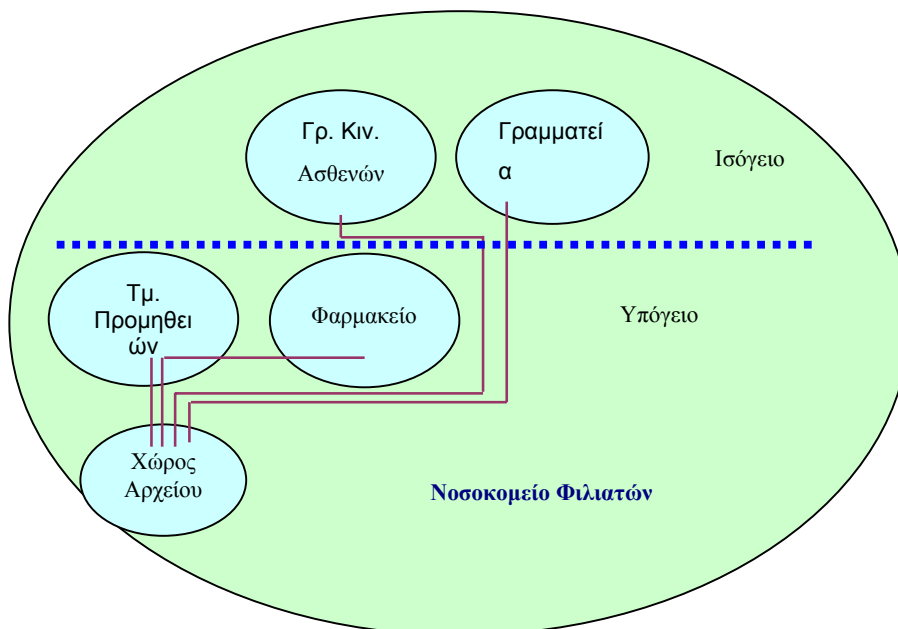 Γρ. Κιν.
Ασθενών
Γραμματεί
α
Ισόγειο
Τμ.
Προμηθει
ών
Φαρμακείο
Υπόγειο
Χώρος
Αρχείου
Νοσοκομείο Φιλιατών